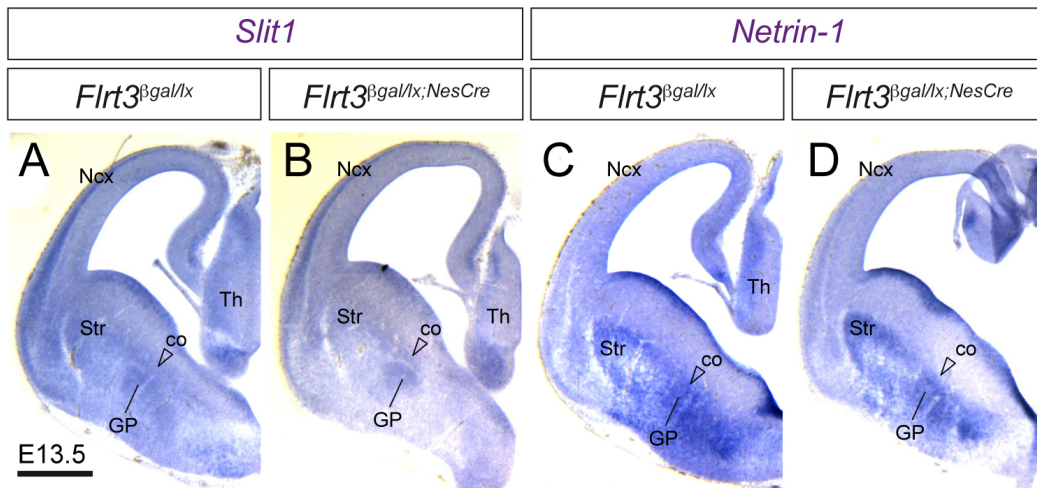 Slit1
Netrin-1
Flrt3βgal/lx
Flrt3βgal/lx;NesCre
Flrt3βgal/lx
Flrt3βgal/lx;NesCre
A
Ncx
Str
Th
co
GP
E13.5
B
Ncx
Str
Th
co
GP
C
Ncx
Th
Str
co
GP
D
Ncx
Str
co
GP